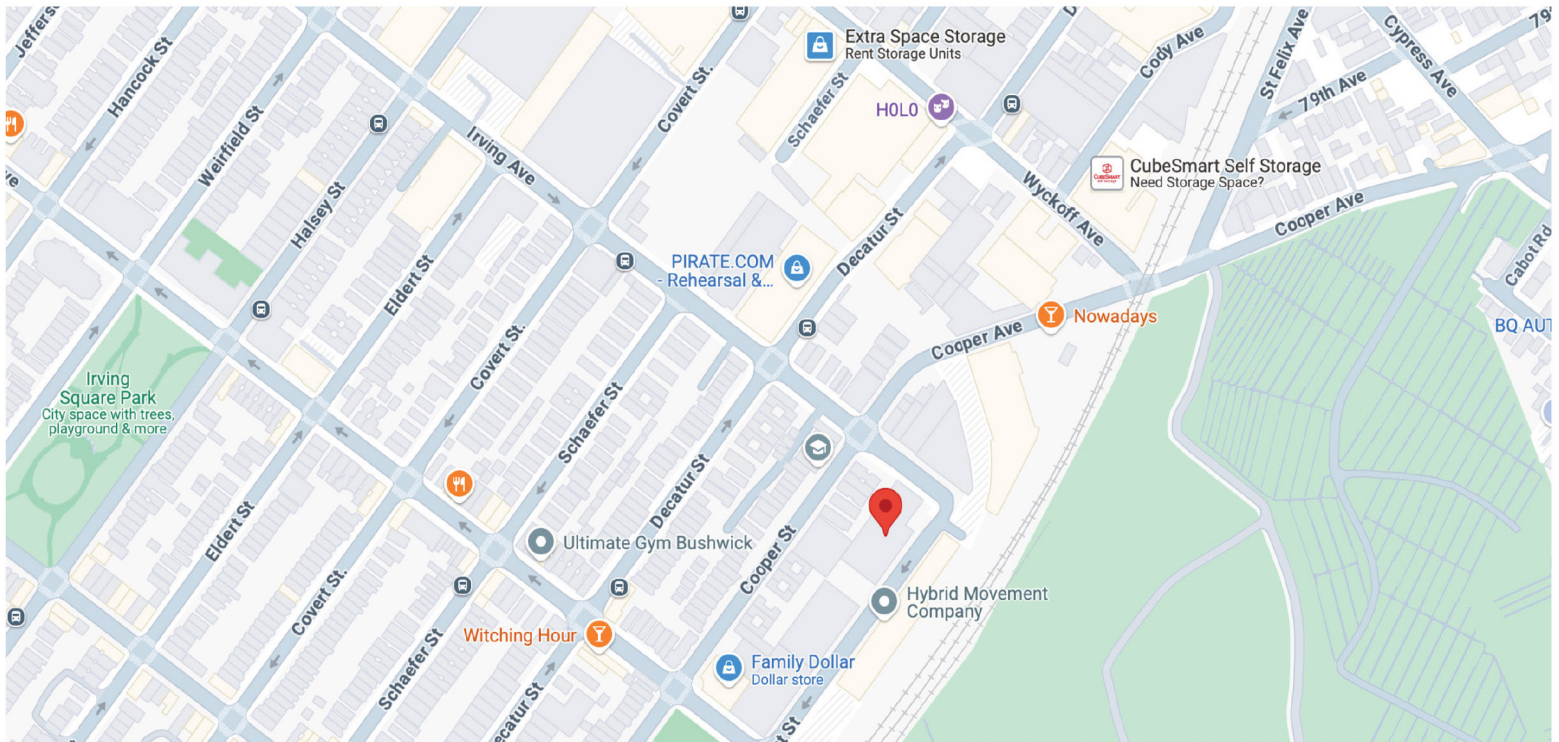 Jeffers
Hancock St
Weirfield St
Halsey St
Eldert St
Irving Ave
Covert St.
Schaefer St
Extra Space Storage
Rent Storage Units
H0L0
Cody Ave
St Felix Ave
79th Ave
Cypress Ave
79
CubeSmart Self Storage
Need Storage Space?
CUBESMART
Wyckoff Ave
Cooper Ave
Cabot Rd
Decatur St
PIRATE.COM
- Rehearsal &...
Nowadays
Cooper Ave
BQ AUT
Irving
Square Park
City space with trees,
playground & more
Covert St.
Schaefer St
Decatur St
Eldert St
Ultimate Gym Bushwick
Cooper St
Hybrid Movement
Company
Covert St.
Witching Hour
Schaefer St
Family Dollar
Dollar store
ecatur St
St